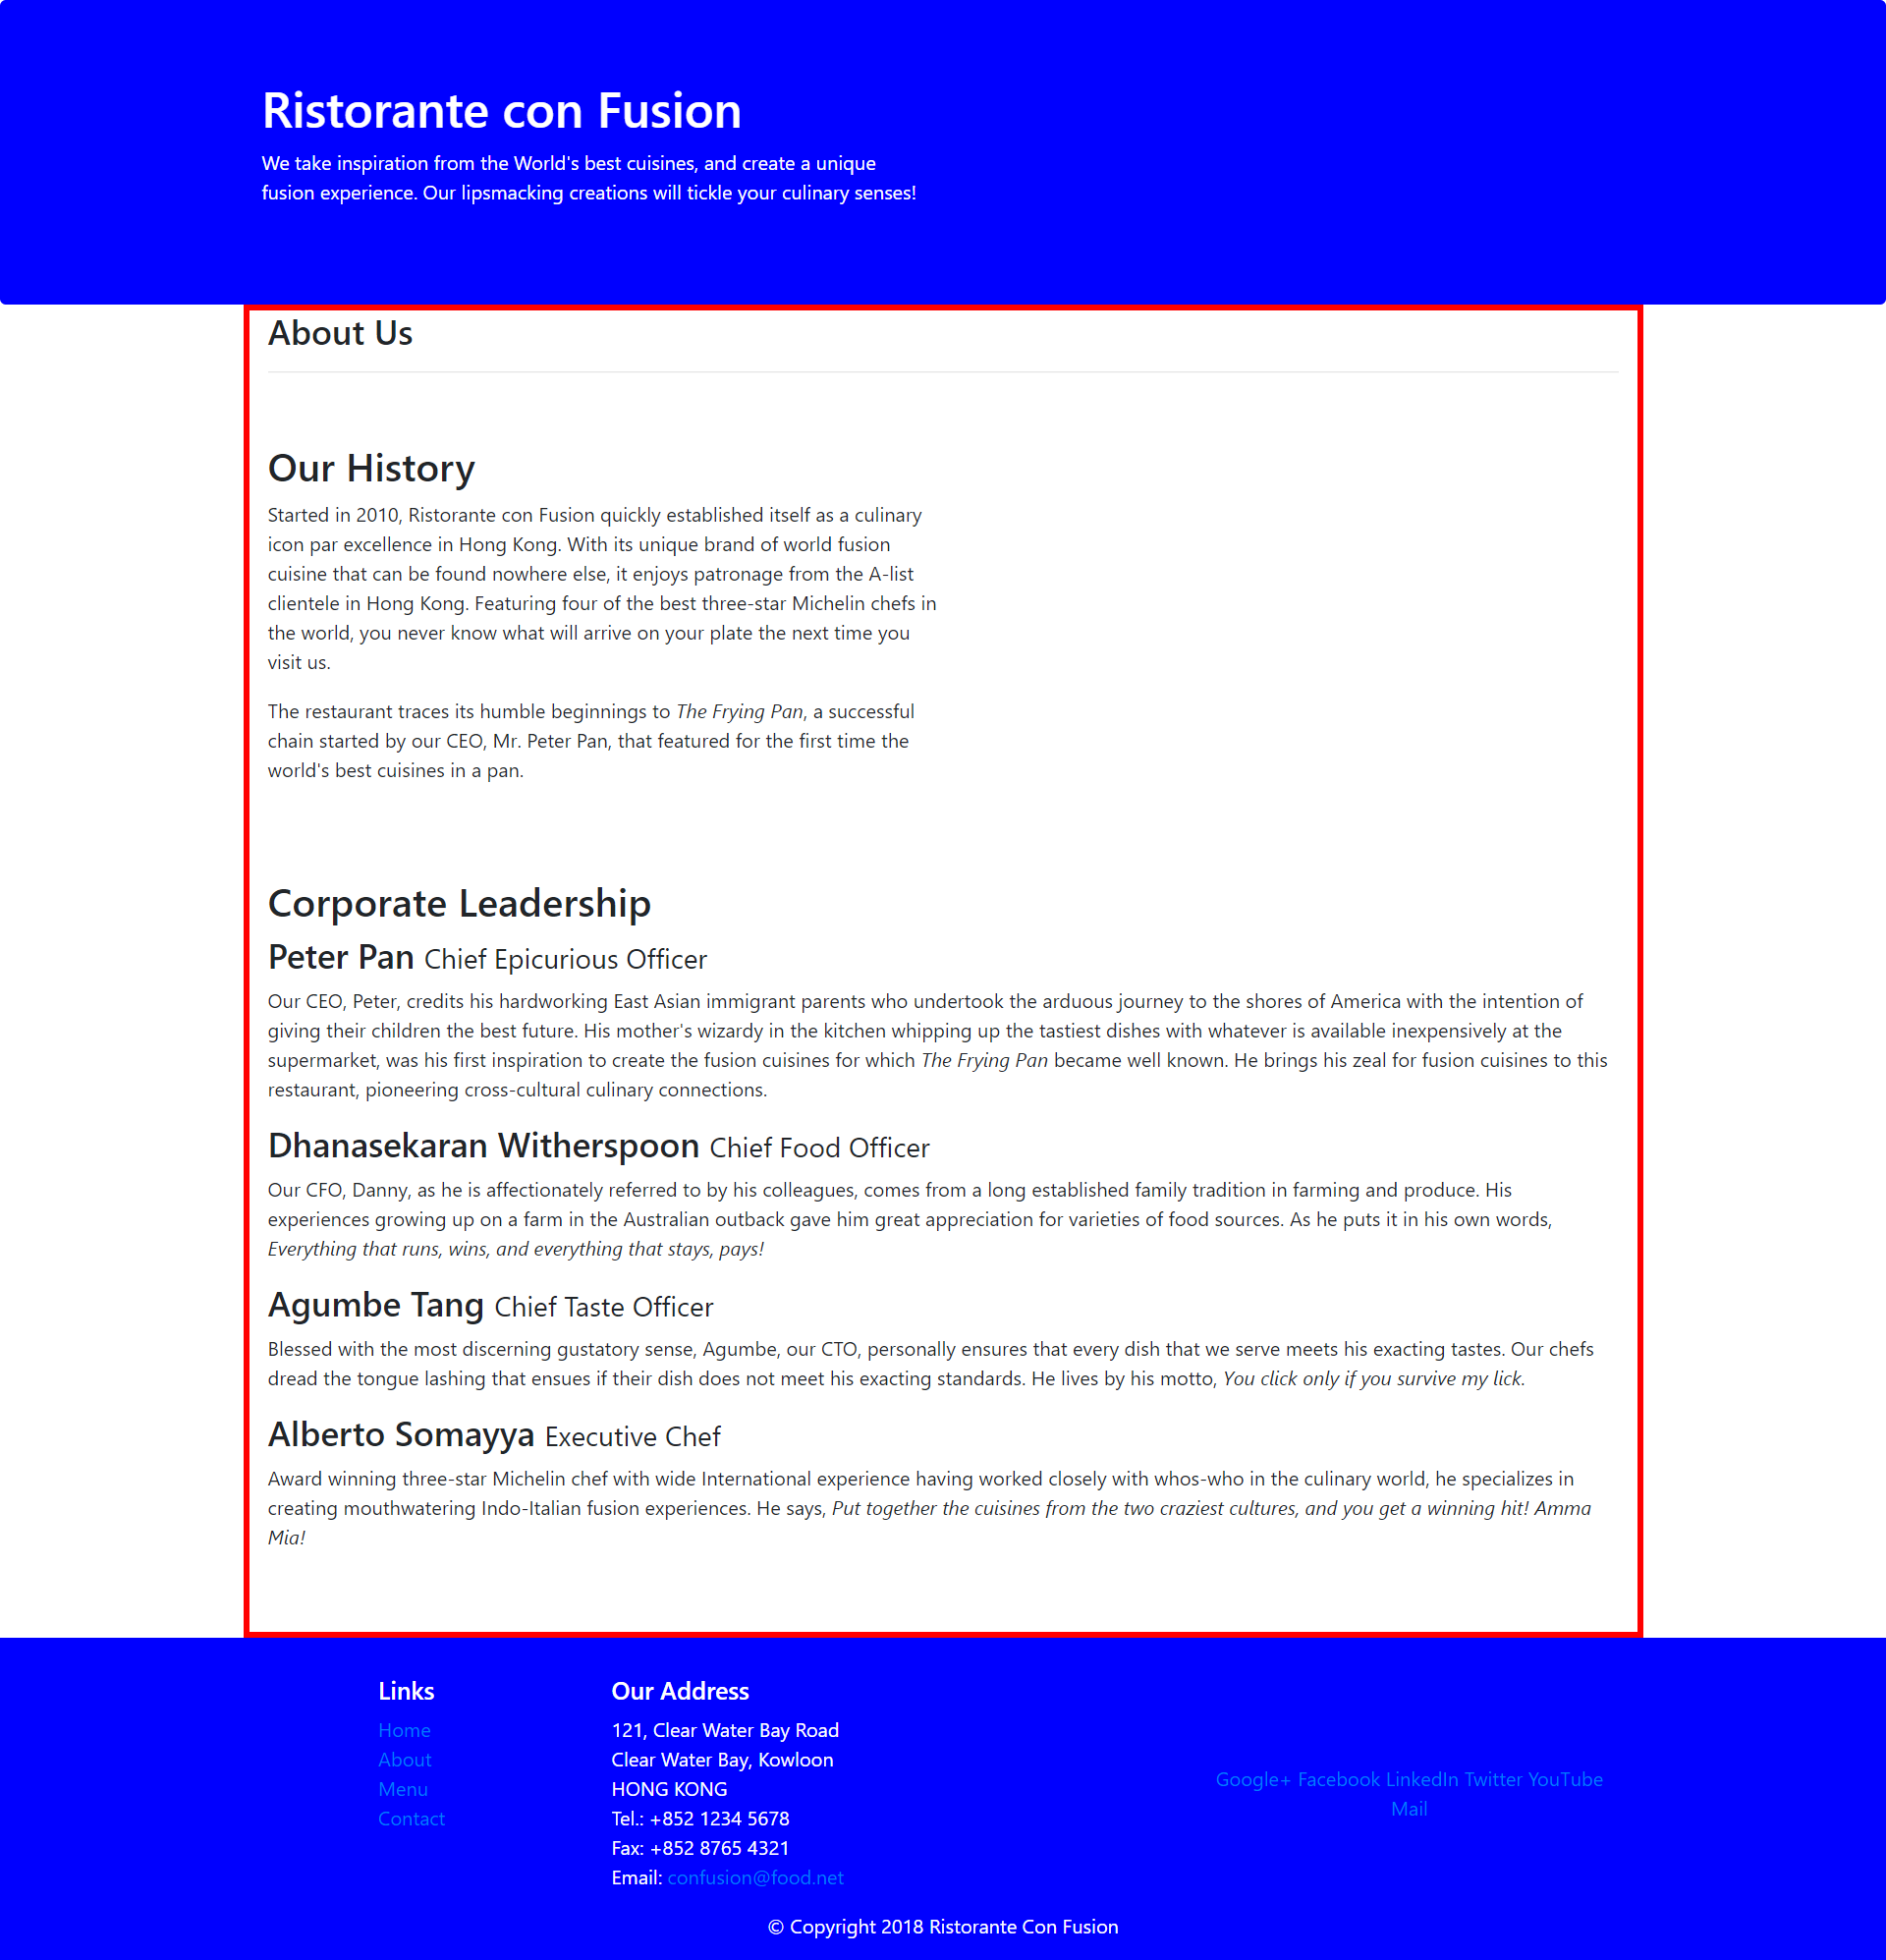 Ristorante con Fusion
We take inspiration from the World's best cuisines, and create a unique
fusion experience. Our lipsmacking creations will tickle your culinary senses!
About Us
Our History
Started in 2010, Ristorante con Fusion quickly established itself as a culinary
icon par excellence in Hong Kong. With its unique brand of world fusion
cuisine that can be found nowhere else, it enjoys patronage from the A-list
clientele in Hong Kong. Featuring four of the best three-star Michelin chefs in
the world, you never know what will arrive on your plate the next time you
visit us.
The restaurant traces its humble beginnings to The Frying Pan, a successful
chain started by our CEO, Mr. Peter Pan, that featured for the first time the
world's best cuisines in a pan.
Corporate Leadership
Peter Pan Chief Epicurious Officer
Our CEO, Peter, credits his hardworking East Asian immigrant parents who undertook the arduous journey to the shores of America with the intention of
giving their children the best future. His mother's wizardy in the kitchen whipping up the tastiest dishes with whatever is available inexpensively at the
supermarket, was his first inspiration to create the fusion cuisines for which The Frying Pan became well known. He brings his zeal for fusion cuisines to this
restaurant, pioneering cross-cultural culinary connections.
Dhanasekaran Witherspoon Chief Food Officer
Our CFO, Danny, as he is affectionately referred to by his colleagues, comes from a long established family tradition in farming and produce. His
experiences growing up on a farm in the Australian outback gave him great appreciation for varieties of food sources. As he puts it in his own words,
Everything that runs, wins, and everything that stays, pays!
Agumbe Tang Chief Taste Officer
Blessed with the most discerning gustatory sense, Agumbe, our CTO, personally ensures that every dish that we serve meets his exacting tastes. Our chefs
dread the tongue lashing that ensues if their dish does not meet his exacting standards. He lives by his motto, You click only if you survive my lick.
Alberto Somayya Executive Chef
Award winning three-star Michelin chef with wide International experience having worked closely with whos-who in the culinary world, he specializes in
creating mouthwatering Indo-Italian fusion experiences. He says, Put together the cuisines from the two craziest cultures, and you get a winning hit! Amma
Mia!
Links
Home
About
Menu
Contact
Our Address
121, Clear Water Bay Road
Clear Water Bay, Kowloon
HONG KONG
Tel.: +852 1234 5678
Fax: +852 8765 4321
Email: confusion@food.net
Google+ Facebook LinkedIn Twitter YouTube
Mail
© Copyright 2018 Ristorante Con Fusion